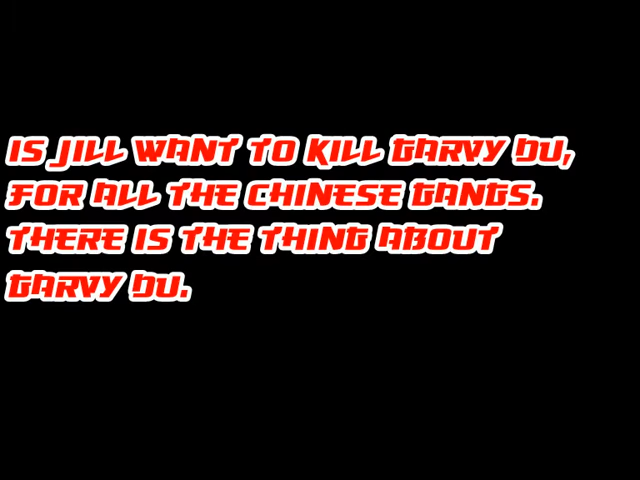 IS JILL WANT TO KILL GARVY DU,
FOR ALL THE CHINESE GANGS.
THERE IS THE THING ABOUT
GARVY DU.